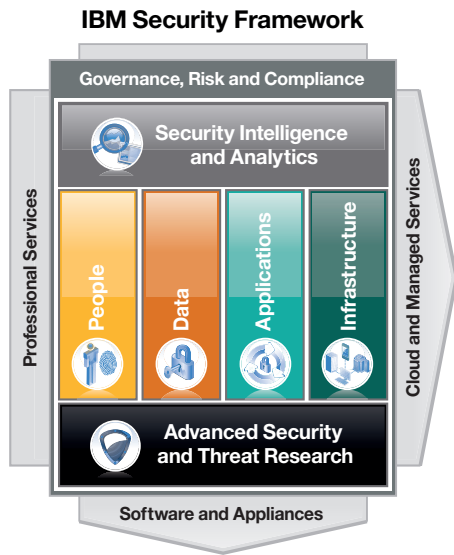 IBM Security Framework
Governance, Risk and Compliance
Security Intelligence
and Analytics
Professional Services
People
Data
Applications
Infrastructure
Cloud and Managed Services
Advanced Security
and Threat Research
Software and Appliances